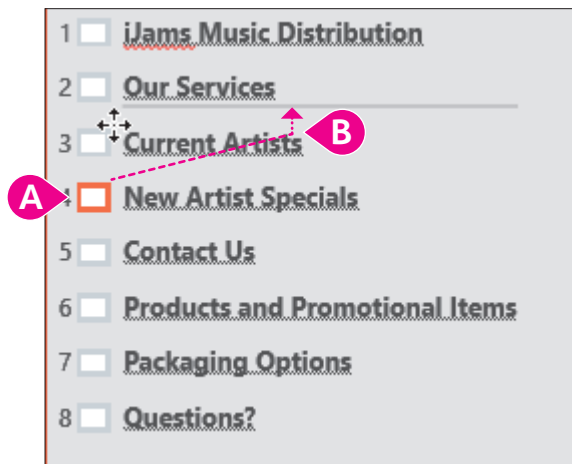 1 iJams Music Distribution
2 Our Services
3 Current Artists B
A 4 New Artist Specials
5 Contact Us
6 Products and Promotional Items
7 Packaging Options
8 Questions?